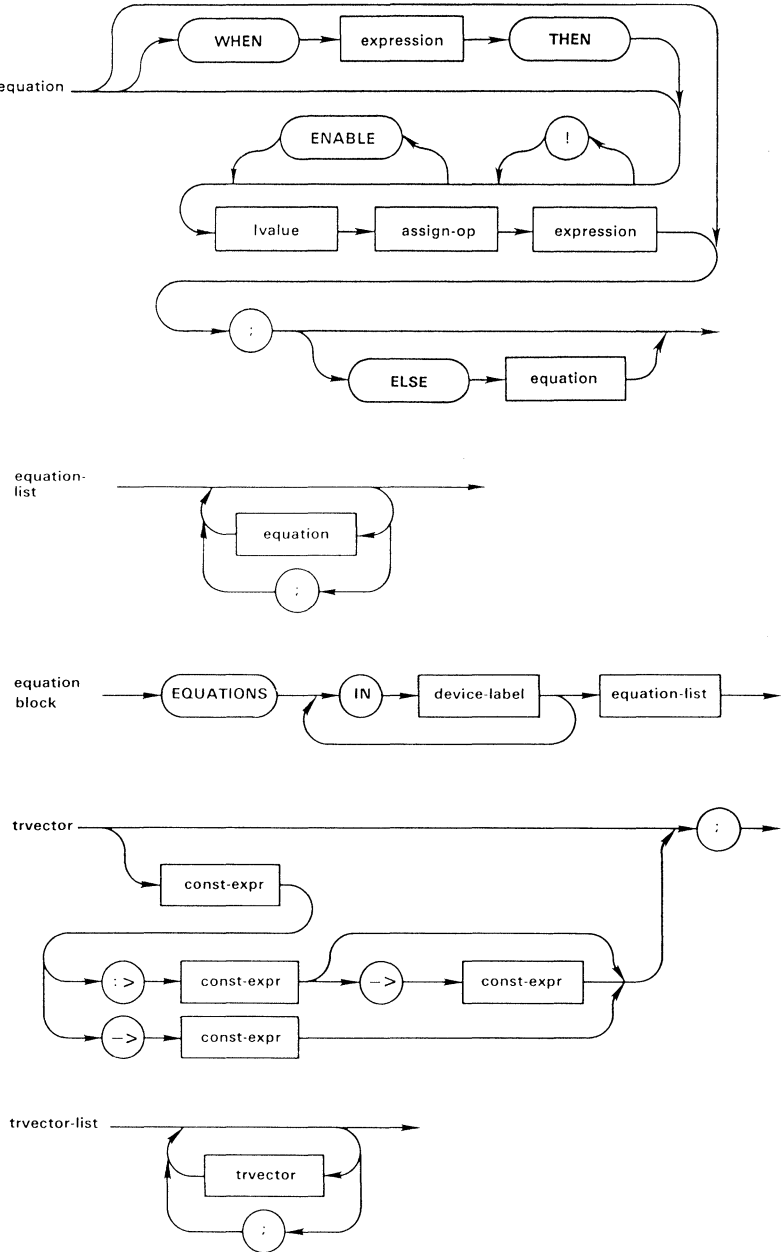 WHEN expression THEN
equation
ENABLE !
lvalue assign-op expression
;
ELSE equation
equation-
list
equation
;
equation
block
EQUATIONS IN device-label equation-list
trvector ;
const-expr
:> const-expr -> const-expr
-> const-expr
trvector-list
trvector
;